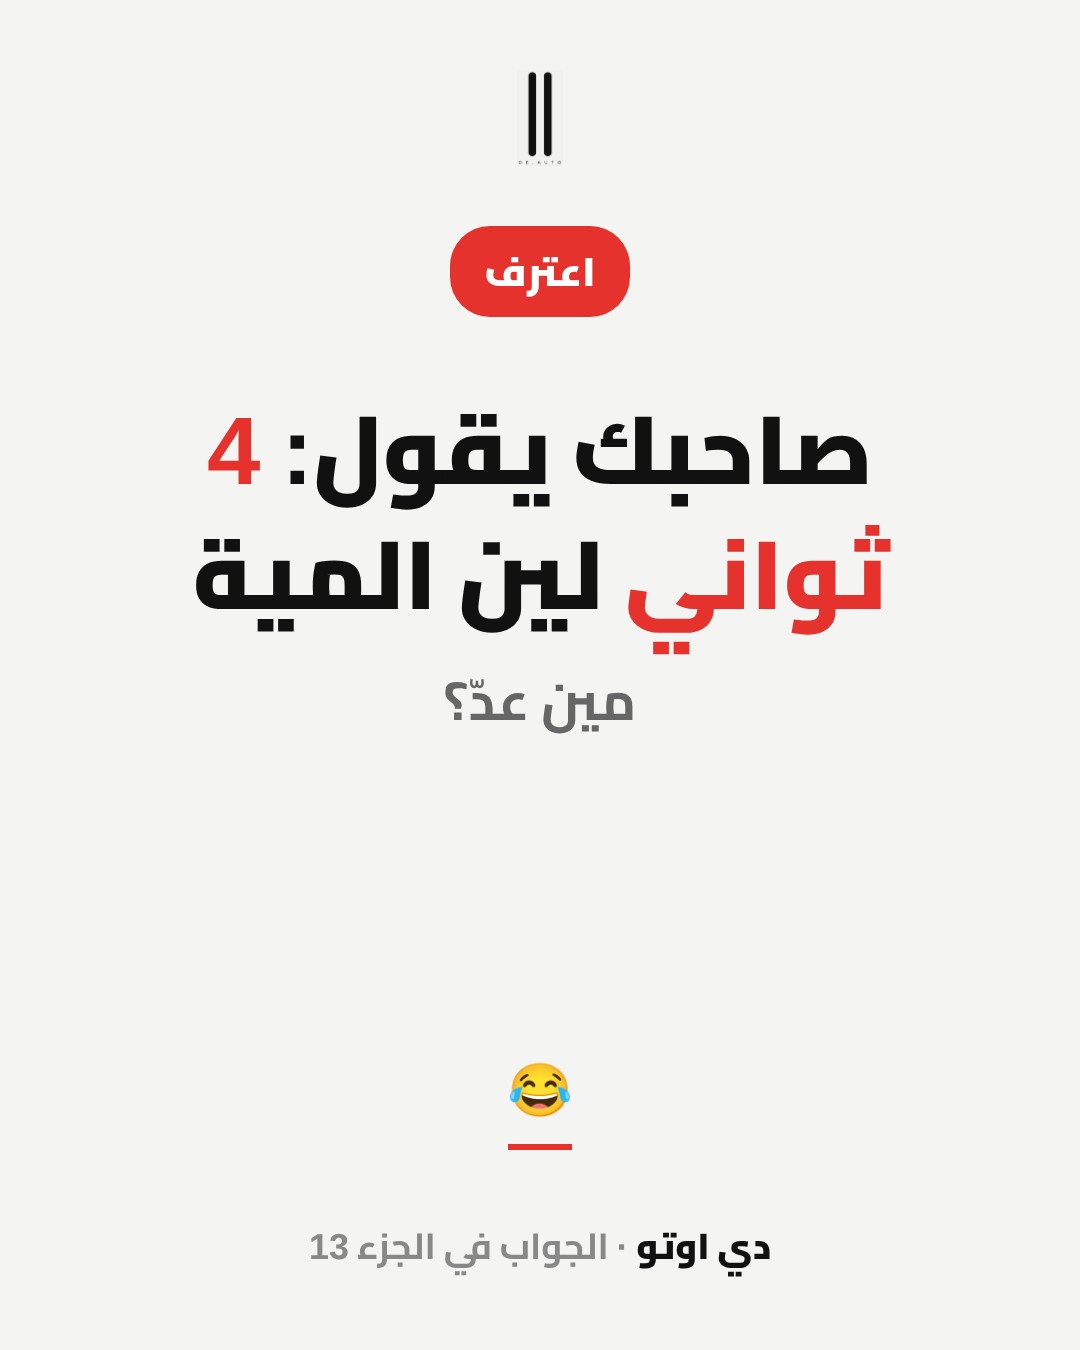 DE.AUTO
اعترف
صاحبك يقول: 4
ثواني لين المية
مين عدّ؟
😂
دي اوتو · الجواب في الجزء 13